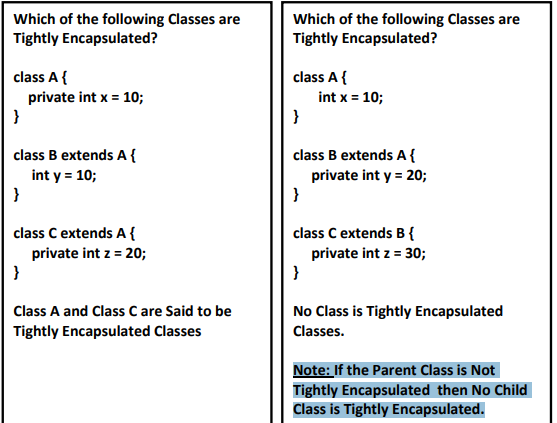 Which of the following Classes are
Tightly Encapsulated?
class A {
private int x = 10;
}
class B extends A {
int y = 10;
}
class C extends A {
private int z = 20;
}
Class A and Class C are Said to be
Tightly Encapsulated Classes
Which of the following Classes are
Tightly Encapsulated?
class A {
int x = 10;
}
class B extends A {
private int y = 20;
}
class C extends B {
private int z = 30;
}
No Class is Tightly Encapsulated
Classes.
Note: If the Parent Class is Not
Tightly Encapsulated then No Child
Class is Tightly Encapsulated.